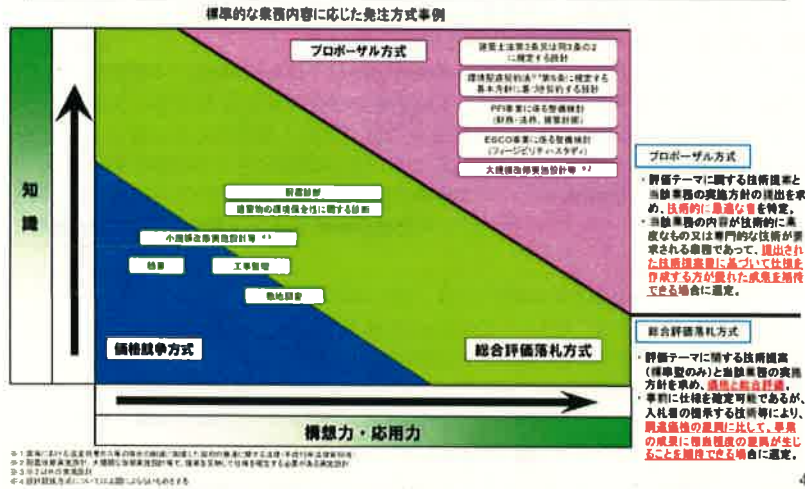 標準的な業務内容に応じた発注方式事例
プロポーザル方式
建築士法第3条又は同3条の2
に規定する設計
環境配慮契約法 第5条に規定する
基本方針に基づき契約する設計
PFI事業に係る整備検討
ESCO事業に係る整備検討
(フィージビリティ・スタディ)
大規模改修実施設計等
知
識
耐震診断
建築物の環境保全性に関する診断
小規模改修実施設計等
積算
工事監理
敷地調査
価格競争方式
総合評価落札方式
構想力・応用力
プロポーザル方式
・評価テーマに関する技術提案と
当該業務の実施方針の提出を求
め、技術的に最適な者を特定。
・当該業務の内容が技術的に高
度なもの又は専門的な技術が要
求される業務であって、提出され
た技術提案書に基づいて仕様を
作成する方が優れた成果を期待
できる場合に選定。
総合評価落札方式
・評価テーマに関する技術提案
(標準型のみ)と当該業務の実施
方針を求め、価格と総合評価。
・事前に仕様を確定可能であるが、
入札者の提示する技術等により、
調達価格の差異に比して、事業
の成果に相当程度の差異が生じ
ることを期待できる場合に選定。
4